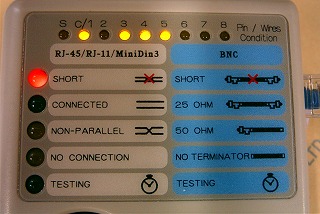 S C/1 2 3 4 5 6 7 8 Pin / Wires
Condition
RJ-45/RJ-11/MiniDin3 BNC
SHORT SHORT
CONNECTED 25 OHM
NON-PARALLEL 50 OHM
NO CONNECTION NO TERMINATOR
TESTING TESTING